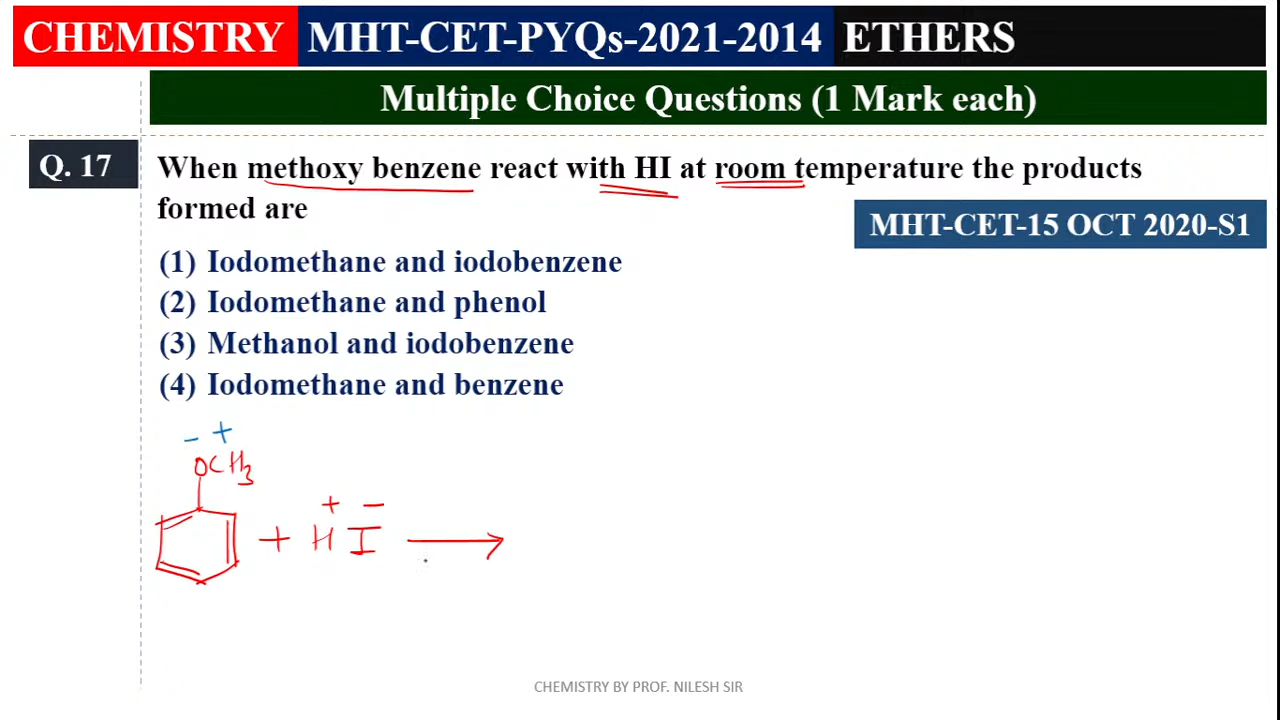 CHEMISTRY MHT-CET-PYQs-2021-2014 ETHERS
Multiple Choice Questions (1 Mark each)
Q. 17 When methoxy benzene react with HI at room temperature the products
formed are
MHT-CET-15 OCT 2020-S1
(1) Iodomethane and iodobenzene
(2) Iodomethane and phenol
(3) Methanol and iodobenzene
(4) Iodomethane and benzene
- +
OCH3
+ -
+ H I
CHEMISTRY BY PROF. NILESH SIR